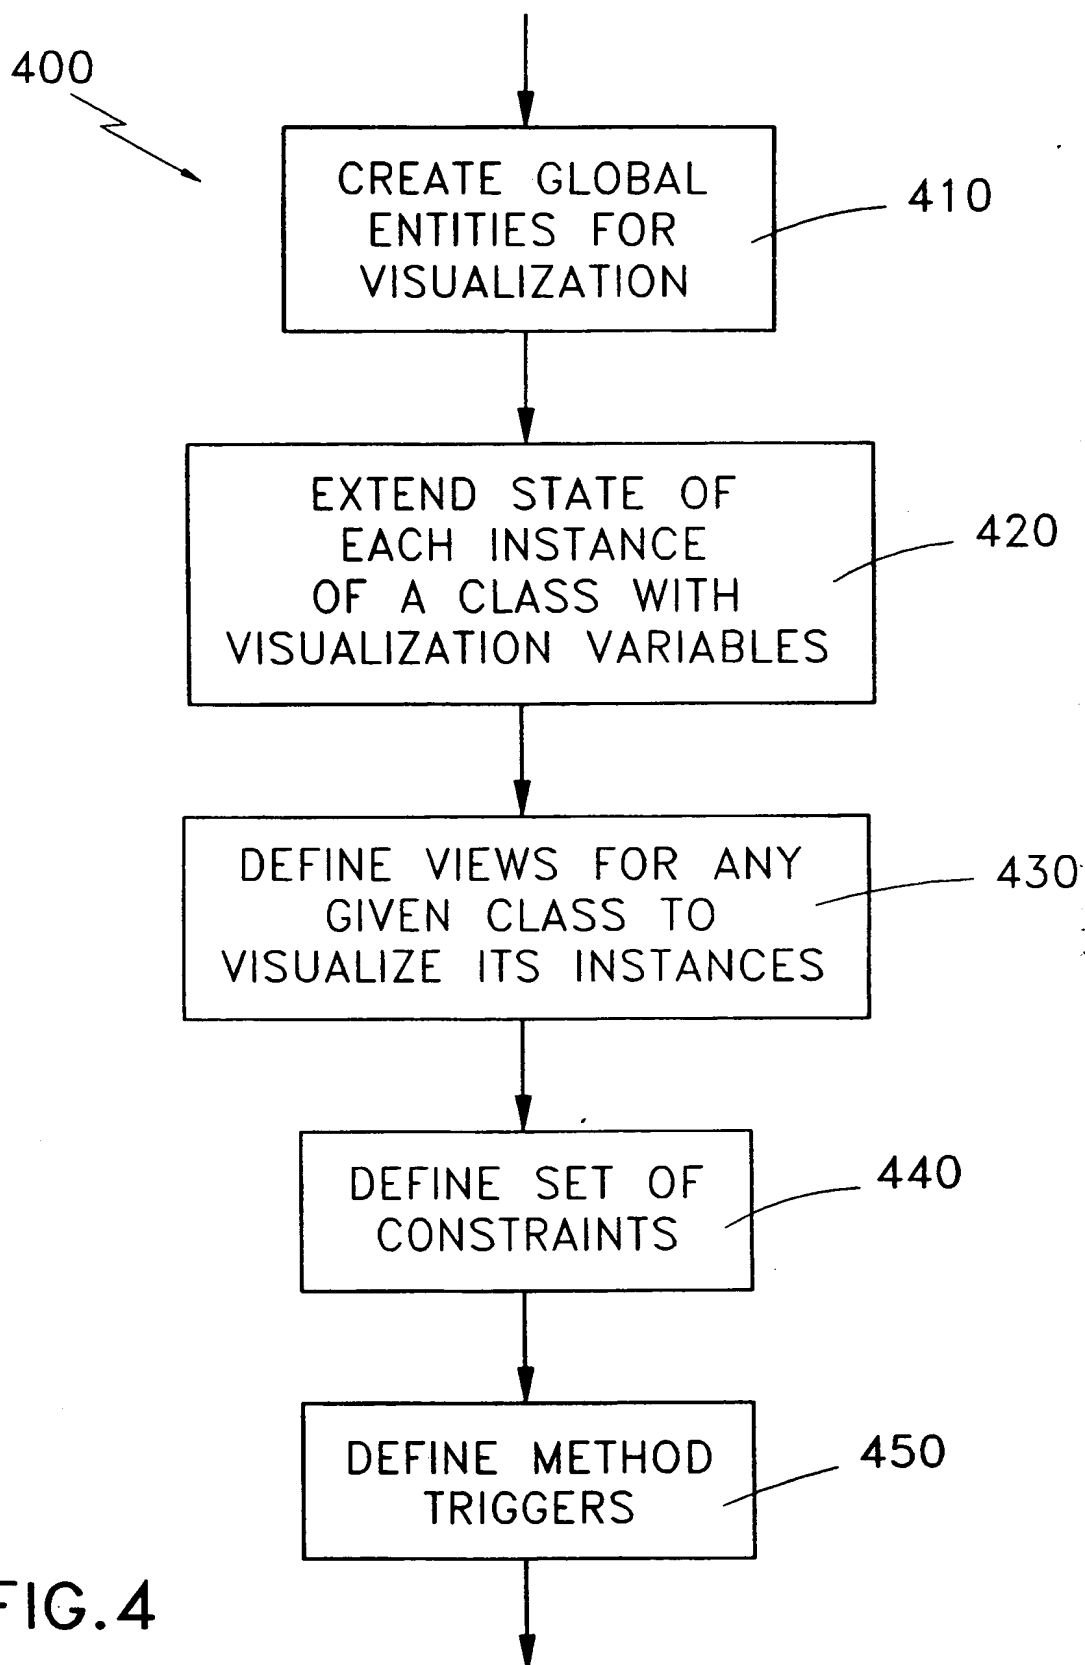 400
CREATE GLOBAL
ENTITIES FOR
VISUALIZATION
410
EXTEND STATE OF
EACH INSTANCE
OF A CLASS WITH
VISUALIZATION VARIABLES
420
DEFINE VIEWS FOR ANY
GIVEN CLASS TO
VISUALIZE ITS INSTANCES
430
DEFINE SET OF
CONSTRAINTS
440
DEFINE METHOD
TRIGGERS
450
FIG.4